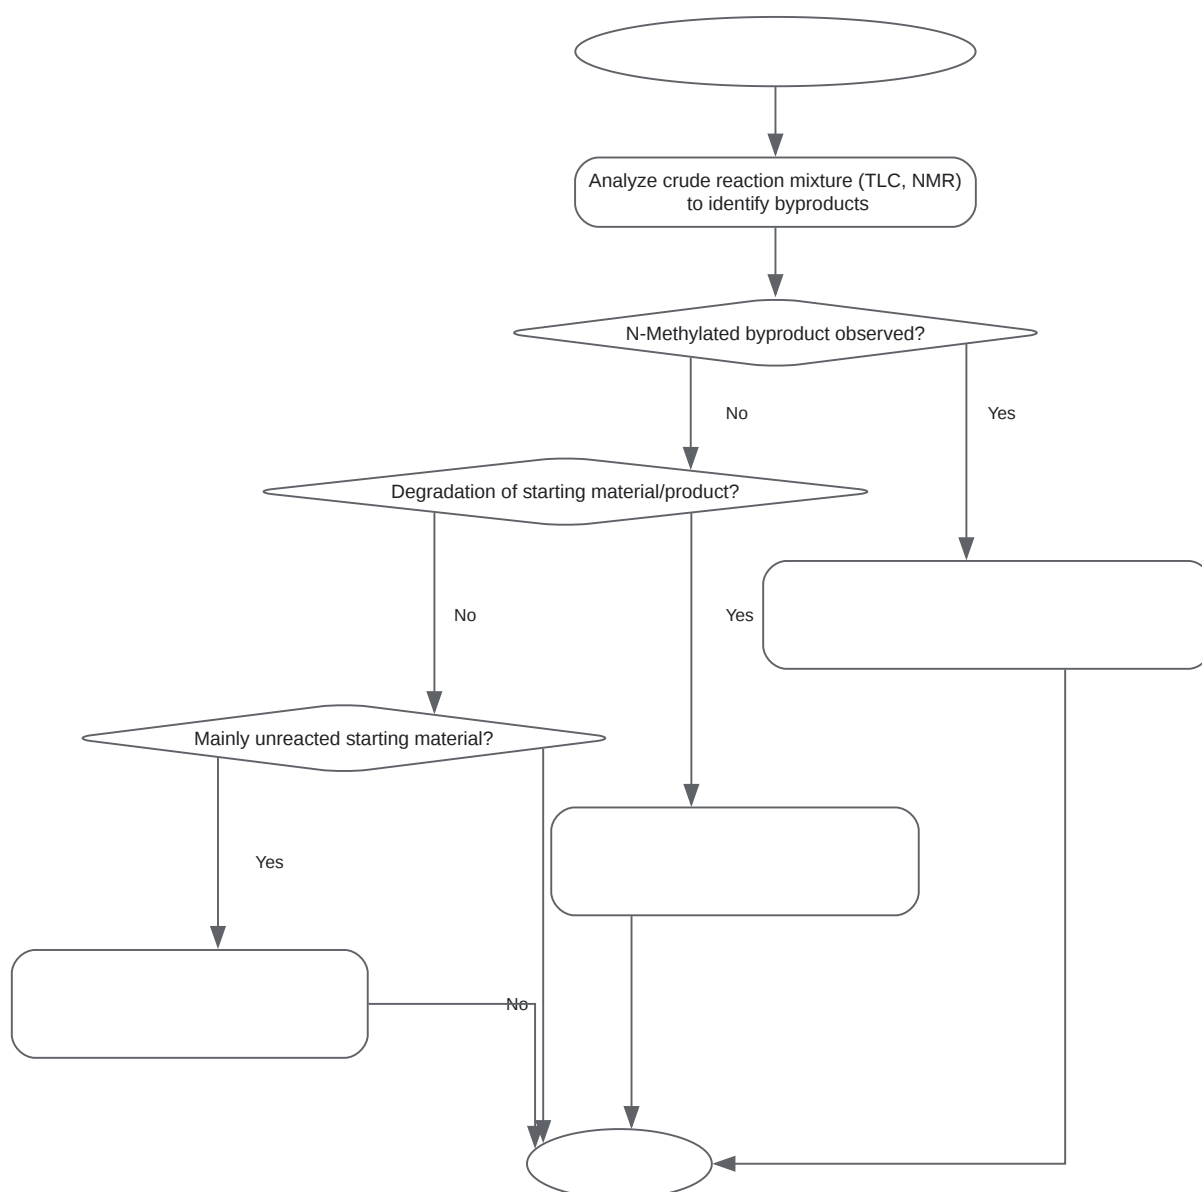 Analyze crude reaction mixture (TLC, NMR)
to identify byproducts
N-Methylated byproduct observed?
No
Yes
Degradation of starting material/product?
No
Yes
Mainly unreacted starting material?
Yes
No